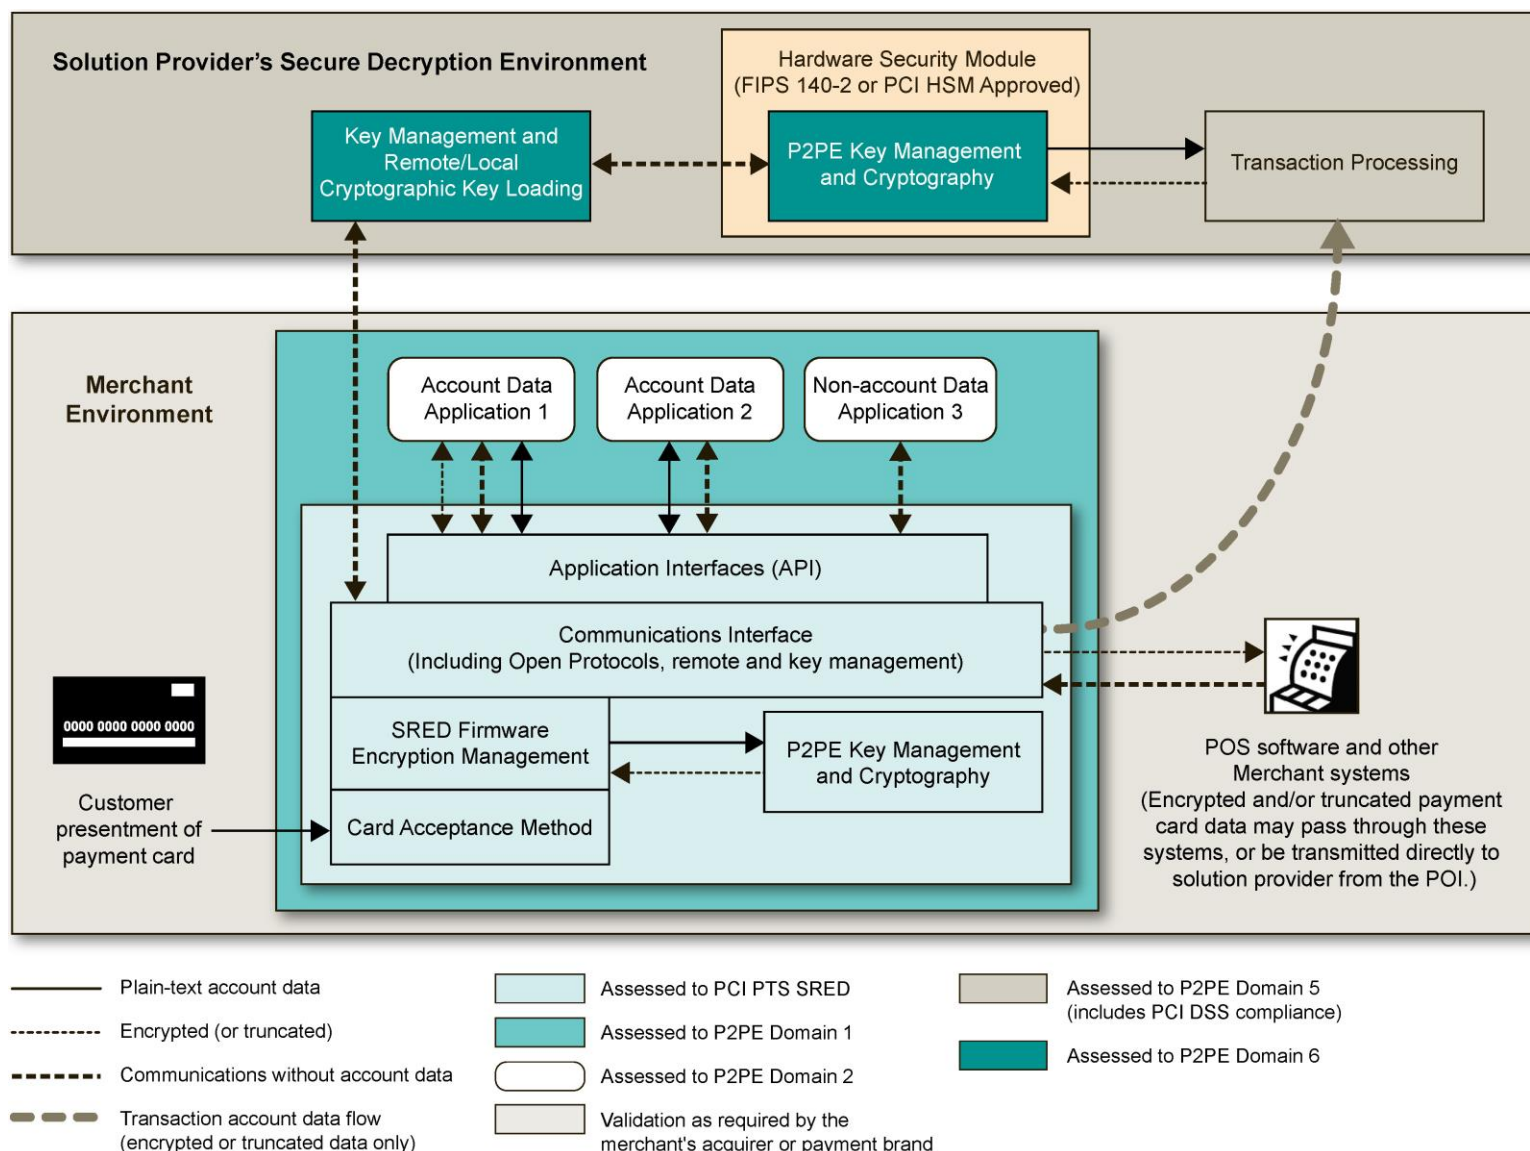 Solution Provider's Secure Decryption Environment
Hardware Security Module
(FIPS 140-2 or PCI HSM Approved)
Key Management and
Remote/Local
Cryptographic Key Loading
P2PE Key Management
and Cryptography
Transaction Processing
Merchant
Environment
Account Data
Application 1
Account Data
Application 2
Non-account Data
Application 3
Application Interfaces (API)
Communications Interface
(Including Open Protocols, remote and key management)
SRED Firmware
Encryption Management
P2PE Key Management
and Cryptography
Card Acceptance Method
0000 0000 0000 0000
Customer
presentment of
payment card
POS software and other
Merchant systems
(Encrypted and/or truncated payment
card data may pass through these
systems, or be transmitted directly to
solution provider from the POI.)
Plain-text account data
Encrypted (or truncated)
Communications without account data
Transaction account data flow
(encrypted or truncated data only)
Assessed to PCI PTS SRED
Assessed to P2PE Domain 1
Assessed to P2PE Domain 2
Validation as required by the
merchant's acquirer or payment brand
Assessed to P2PE Domain 5
(includes PCI DSS compliance)
Assessed to P2PE Domain 6